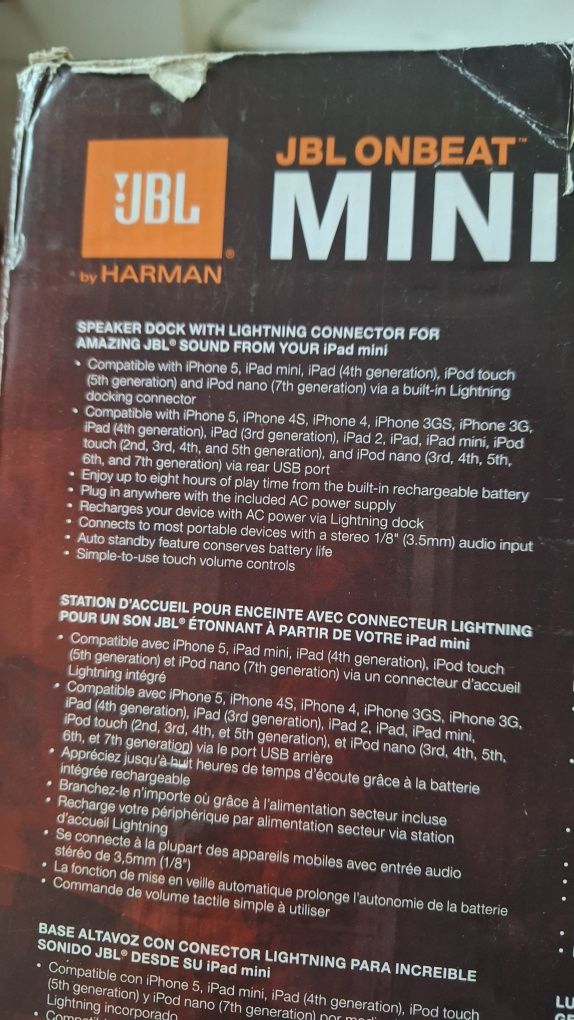 JBL
by HARMAN
JBL ONBEAT™
MINI
SPEAKER DOCK WITH LIGHTNING CONNECTOR FOR
AMAZING JBL® SOUND FROM YOUR iPad mini
• Compatible with iPhone 5, iPad mini, iPad (4th generation), iPod touch
(5th generation) and iPod nano (7th generation) via a built-in Lightning
docking connector
• Compatible with iPhone 5, iPhone 4S, iPhone 4, iPhone 3GS, iPhone 3G,
iPad (4th generation), iPad (3rd generation), iPad 2, iPad, iPad mini, iPod
touch (2nd, 3rd, 4th, and 5th generation), and iPod nano (3rd, 4th, 5th,
6th, and 7th generation) via rear USB port
• Enjoy up to eight hours of play time from the built-in rechargeable battery
• Plug in anywhere with the included AC power supply
• Recharges your device with AC power via Lightning dock
• Connects to most portable devices with a stereo 1/8" (3.5mm) audio input
• Auto standby feature conserves battery life
• Simple-to-use touch volume controls
STATION D'ACCUEIL POUR ENCEINTE AVEC CONNECTEUR LIGHTNING
POUR UN SON JBL® ÉTONNANT À PARTIR DE VOTRE iPad mini
• Compatible avec iPhone 5, iPad mini, iPad (4th generation), iPod touch
(5th generation) et iPod nano (7th generation) via un connecteur d'accueil
Lightning intégré
• Compatible avec iPhone 5, iPhone 4S, iPhone 4, iPhone 3GS, iPhone 3G,
iPad (4th generation), iPad (3rd generation), iPad 2, iPad, iPad mini,
iPod touch (2nd, 3rd, 4th, et 5th generation), et iPod nano (3rd, 4th, 5th,
6th, et 7th generation) via le port USB arrière
• Appréciez jusqu'à huit heures de temps d'écoute grâce à la batterie
intégrée rechargeable
• Branchez-le n'importe où grâce à l'alimentation secteur incluse
• Recharge votre périphérique par alimentation secteur via station
d'accueil Lightning
• Se connecte à la plupart des appareils mobiles avec entrée audio
stéréo de 3,5mm (1/8")
• La fonction de mise en veille automatique prolonge l'autonomie de la batterie
• Commande de volume tactile simple à utiliser
BASE ALTAVOZ CON CONECTOR LIGHTNING PARA INCREIBLE
SONIDO JBL® DESDE SU iPad mini
• Compatible con iPhone 5, iPad mini, iPad (4th generation), iPod touch
(5th generation) y iPod nano (7th generation) por
Lightning incorporado
LU